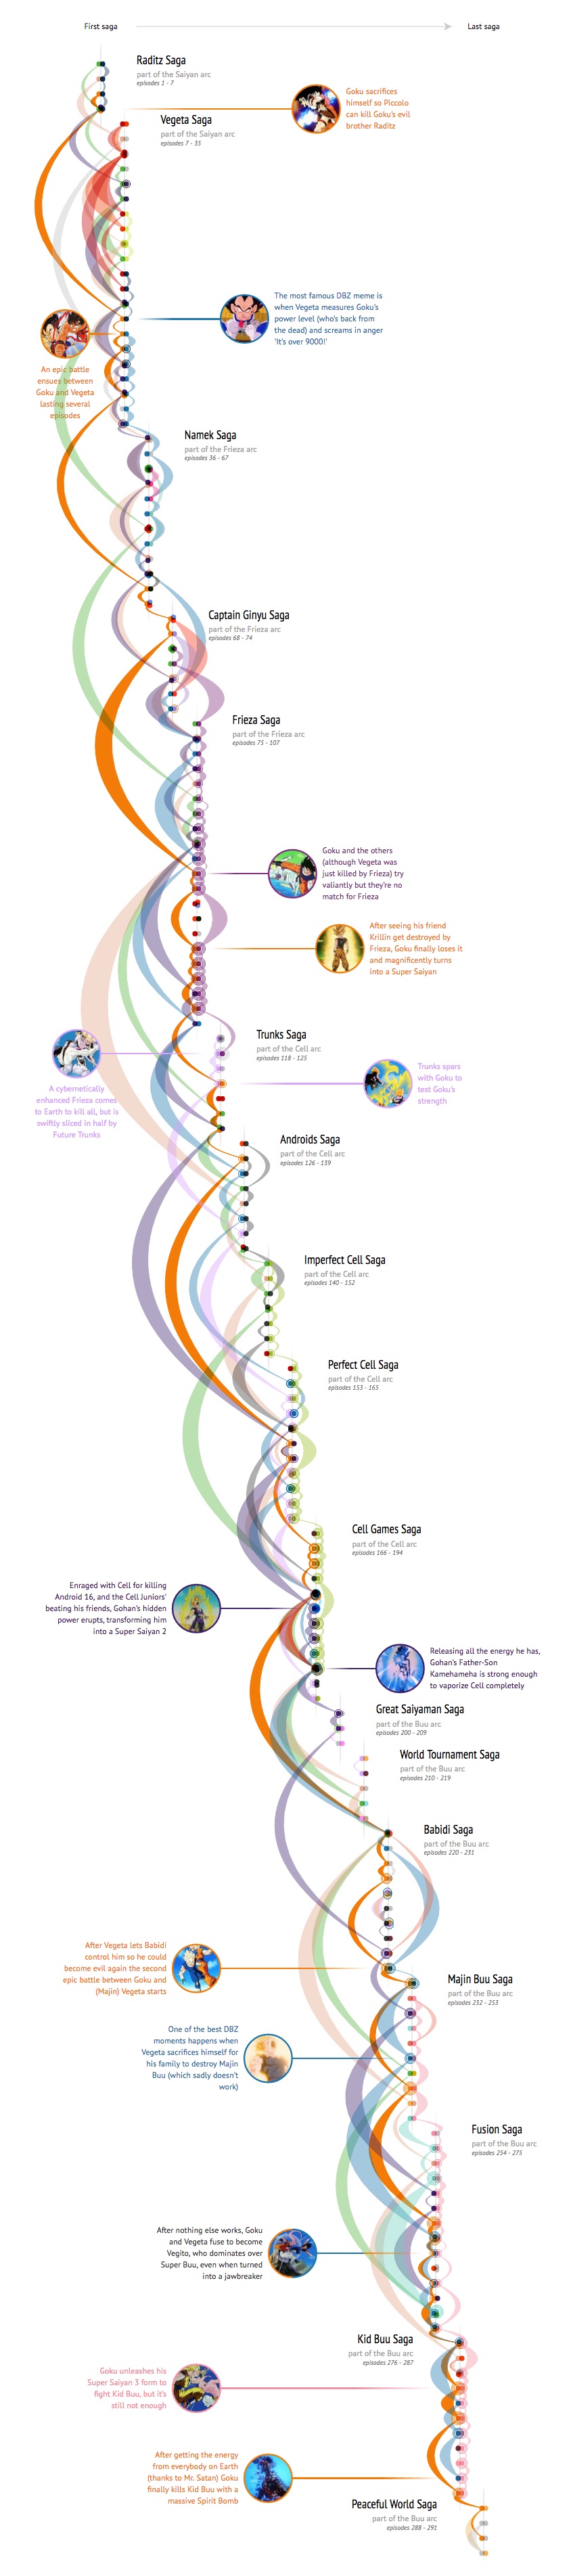 First saga
Last saga
Raditz Saga
part of the Saiyan arc
episodes 1 - 7
Goku sacrifices
himself so Piccolo
can kill Goku's evil
brother Raditz
Vegeta Saga
part of the Saiyan arc
episodes 7 - 35
The most famous DBZ meme is
when Vegeta measures Goku's
power level (who's back from
the dead) and screams in anger
'It's over 9000!'
An epic battle
ensues between
Goku and Vegeta
lasting several
episodes
Namek Saga
part of the Frieza arc
episodes 36 - 67
Captain Ginyu Saga
part of the Frieza arc
episodes 68 - 74
Frieza Saga
part of the Frieza arc
episodes 75 - 107
Goku and the others
(although Vegeta was
just killed by Frieza) try
valiantly but they're no
match for Frieza
After seeing his friend
Krillin get destroyed by
Frieza, Goku finally loses it
and magnificently turns
into a Super Saiyan
Trunks Saga
part of the Cell arc
episodes 118 - 125
A cybernetically
enhanced Frieza comes
to Earth to kill all, but is
swiftly sliced in half by
Future Trunks
Trunks spars
with Goku to
test Goku's
strength
Androids Saga
part of the Cell arc
episodes 126 - 139
Imperfect Cell Saga
part of the Cell arc
episodes 140 - 152
Perfect Cell Saga
part of the Cell arc
episodes 153 - 165
Cell Games Saga
part of the Cell arc
episodes 166 - 194
Enraged with Cell for killing
Android 16, and the Cell Juniors'
beating his friends, Gohan's hidden
power erupts, transforming him
into a Super Saiyan 2
Releasing all the energy he has,
Gohan's Father-Son
Kamehameha is strong enough
to vaporize Cell completely
Great Saiyaman Saga
part of the Buu arc
episodes 200 - 209
World Tournament Saga
part of the Buu arc
episodes 210 - 219
Babidi Saga
part of the Buu arc
episodes 220 - 231
After Vegeta lets Babidi
control him so he could
become evil again the second
epic battle between Goku and
(Majin) Vegeta starts
Majin Buu Saga
part of the Buu arc
episodes 232 - 253
One of the best DBZ
moments happens when
Vegeta sacrifices himself for
his family to destroy Majin
Buu (which sadly doesn't
work)
Fusion Saga
part of the Buu arc
episodes 254 - 275
After nothing else works, Goku
and Vegeta fuse to become
Vegito, who dominates over
Super Buu, even when turned
into a jawbreaker
Kid Buu Saga
part of the Buu arc
episodes 276 - 287
Goku unleashes his
Super Saiyan 3 form to
fight Kid Buu, but it's
still not enough
After getting the energy
from everybody on Earth
(thanks to Mr. Satan) Goku
finally kills Kid Buu with a
massive Spirit Bomb
Peaceful World Saga
part of the Buu arc
episodes 288 - 291